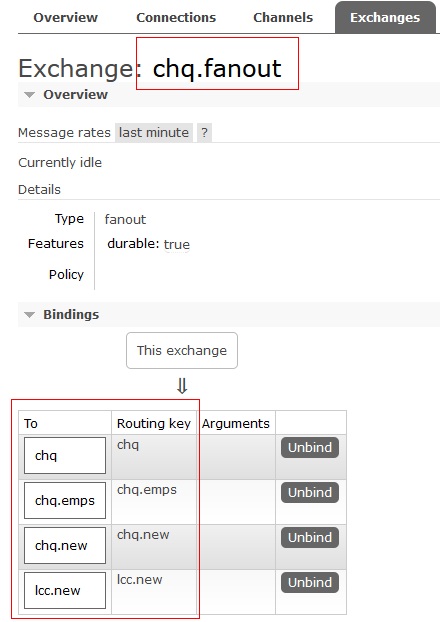 Overview Connections Channels Exchanges
Exchange: chq.fanout
Overview
Message rates last minute ?
Currently idle
Details
Type fanout
Features durable: true
Policy
Bindings
This exchange
⇓
To Routing key Arguments
chq chq Unbind
chq.emps chq.emps Unbind
chq.new chq.new Unbind
lcc.new lcc.new Unbind